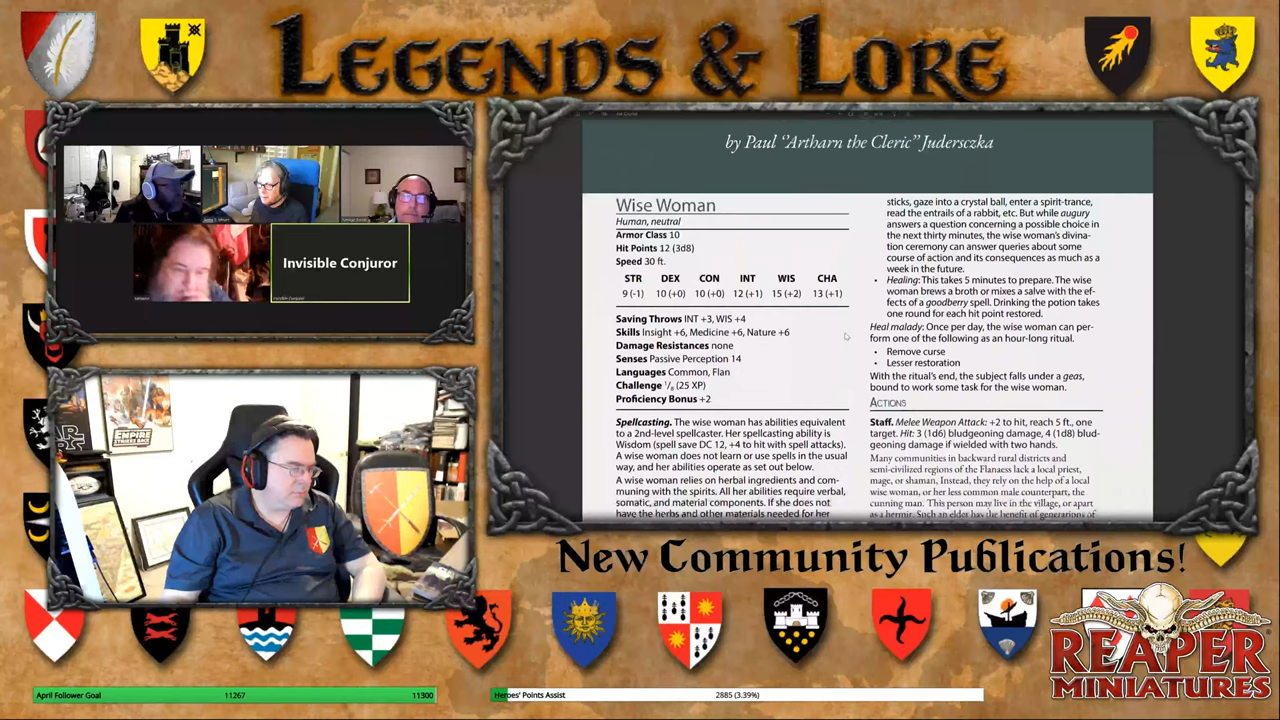 LEGENDS & LORE
Invisible Conjuror
EMPIRE
STRIKES
BACK
by Paul "Artharn the Cleric" Judersczka
Wise Woman
Human, neutral
Armor Class 10
Hit Points 12 (3d8)
Speed 30 ft.
STR DEX CON INT WIS CHA
9 (-1) 10 (+0) 10 (+0) 12 (+1) 15 (+2) 13 (+1)
Saving Throws INT +3, WIS +4
Skills Insight +6, Medicine +6, Nature +6
Damage Resistances none
Senses Passive Perception 14
Languages Common, Flan
Challenge 1/8 (25 XP)
Proficiency Bonus +2
Spellcasting. The wise woman has abilities equivalent
to a 2nd-level spellcaster. Her spellcasting ability is
Wisdom (spell save DC 12, +4 to hit with spell attacks).
A wise woman does not learn or use spells in the usual
way, and her abilities operate as set out below.
A wise woman relies on herbal ingredients and com-
muning with the spirits. All her abilities require verbal,
somatic, and material components. If she does not
have the herbs and other materials needed for her
sticks, gaze into a crystal ball, enter a spirit-trance,
read the entrails of a rabbit, etc. But while augury
answers a question concerning a possible choice in
the next thirty minutes, the wise woman's divina-
tion ceremony can answer queries about some
course of action and its consequences as much as a
week in the future.
• Healing: This takes 5 minutes to prepare. The wise
woman brews a broth or mixes a salve with the ef-
fects of a goodberry spell. Drinking the potion takes
one round for each hit point restored.
Heal malady: Once per day, the wise woman can per-
form one of the following as an hour-long ritual.
• Remove curse
• Lesser restoration
With the ritual's end, the subject falls under a geas,
bound to work some task for the wise woman.
ACTIONS
Staff. Melee Weapon Attack: +2 to hit, reach 5 ft., one
target. Hit: 3 (1d6) bludgeoning damage, 4 (1d8) blud-
geoning damage if wielded with two hands.
Many communities in backward rural districts and
semi-civilized regions of the Flanaess lack a local priest,
mage, or shaman, Instead, they rely on the help of a local
wise woman, or her less common male counterpart, the
cunning man. This person may live in the village, or apart
as a hermit. Such an elder has the benefit of generations of
New Community Publications!
REAPER
MINIATURES
April Follower Goal 11267 11300
Heroes' Points Assist 2885 (3.39%)